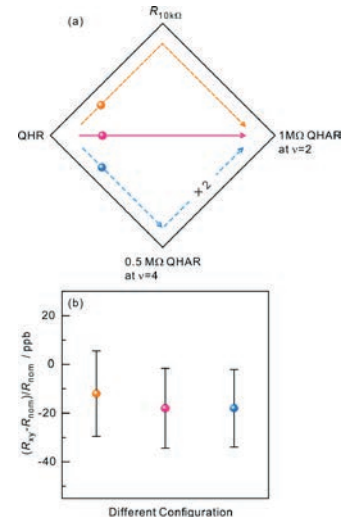 (a)
R10kΩ
QHR
1MΩ QHAR
at ν=2
× 2
0.5 MΩ QHAR
at ν=4
(b)
20
0
-20
-40
(Rxy-Rnom)/Rnom / ppb
Different Configuration